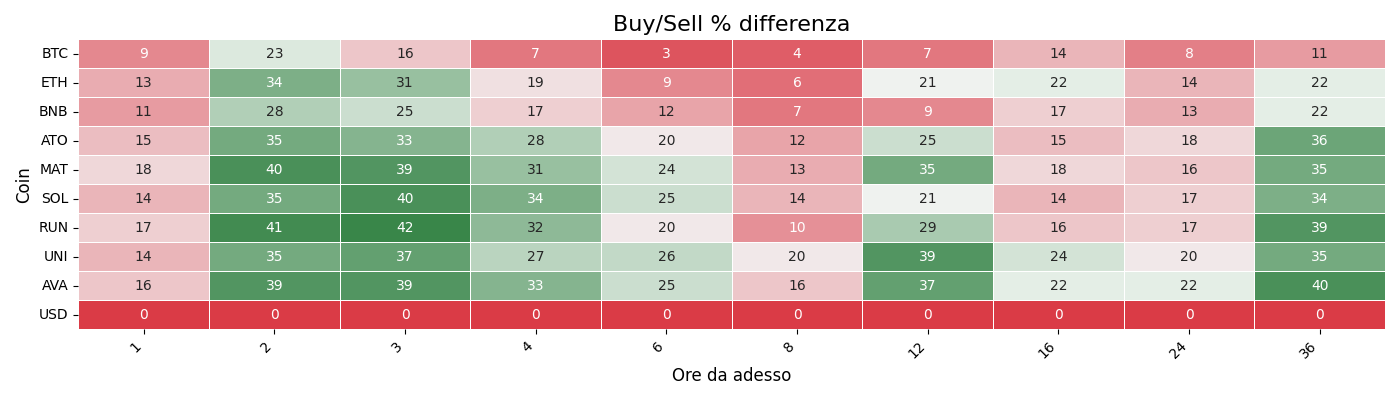 Buy/Sell % differenza
Coin
BTC 9 23 16 7 3 4 7 14 8 11
ETH 13 34 31 19 9 6 21 22 14 22
BNB 11 28 25 17 12 7 9 17 13 22
ATO 15 35 33 28 20 12 25 15 18 36
MAT 18 40 39 31 24 13 35 18 16 35
SOL 14 35 40 34 25 14 21 14 17 34
RUN 17 41 42 32 20 10 29 16 17 39
UNI 14 35 37 27 26 20 39 24 20 35
AVA 16 39 39 33 25 16 37 22 22 40
USD 0 0 0 0 0 0 0 0 0 0
1 2 3 4 6 8 12 16 24 36
Ore da adesso